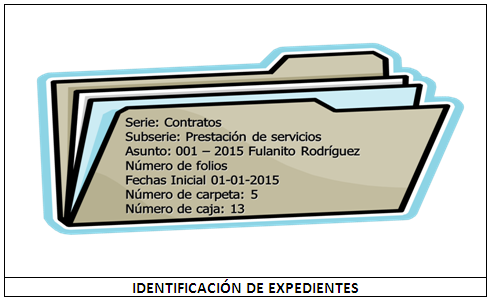 Serie: Contratos
Subserie: Prestación de servicios
Asunto: 001 – 2015 Fulanito Rodríguez
Número de folios
Fechas Inicial 01-01-2015
Número de carpeta: 5
Número de caja: 13
IDENTIFICACIÓN DE EXPEDIENTES